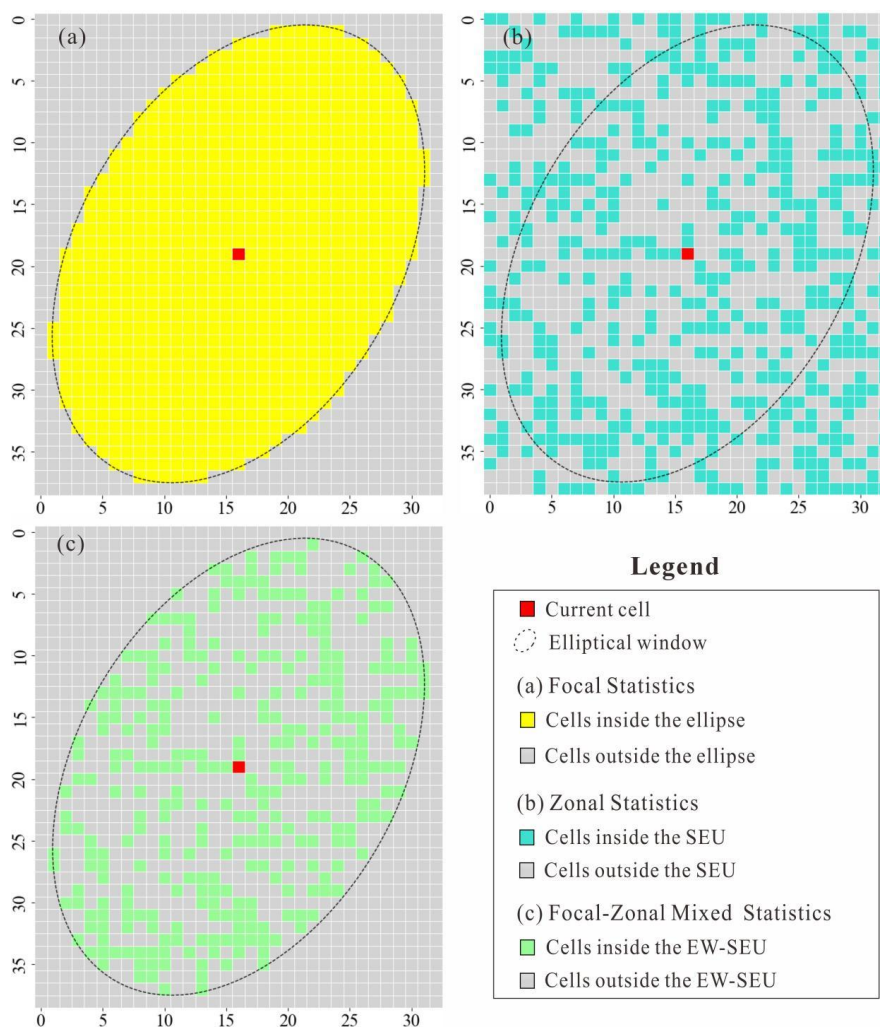 (a)
0
5
10
15
20
25
30
35
0 5 10 15 20 25 30
(b)
0
5
10
15
20
25
30
35
0 5 10 15 20 25 30
(c)
0
5
10
15
20
25
30
35
0 5 10 15 20 25 30
Legend
Current cell
Elliptical window
(a) Focal Statistics
Cells inside the ellipse
Cells outside the ellipse
(b) Zonal Statistics
Cells inside the SEU
Cells outside the SEU
(c) Focal-Zonal Mixed Statistics
Cells inside the EW-SEU
Cells outside the EW-SEU